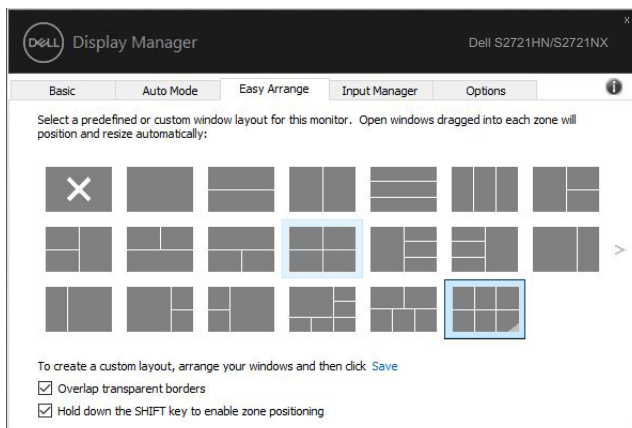 DELL Display Manager
Dell S2721HN/S2721NX
x
Basic
Auto Mode
Easy Arrange
Input Manager
Options
i
Select a predefined or custom window layout for this monitor. Open windows dragged into each zone will
position and resize automatically:
>
To create a custom layout, arrange your windows and then click Save
Overlap transparent borders
Hold down the SHIFT key to enable zone positioning